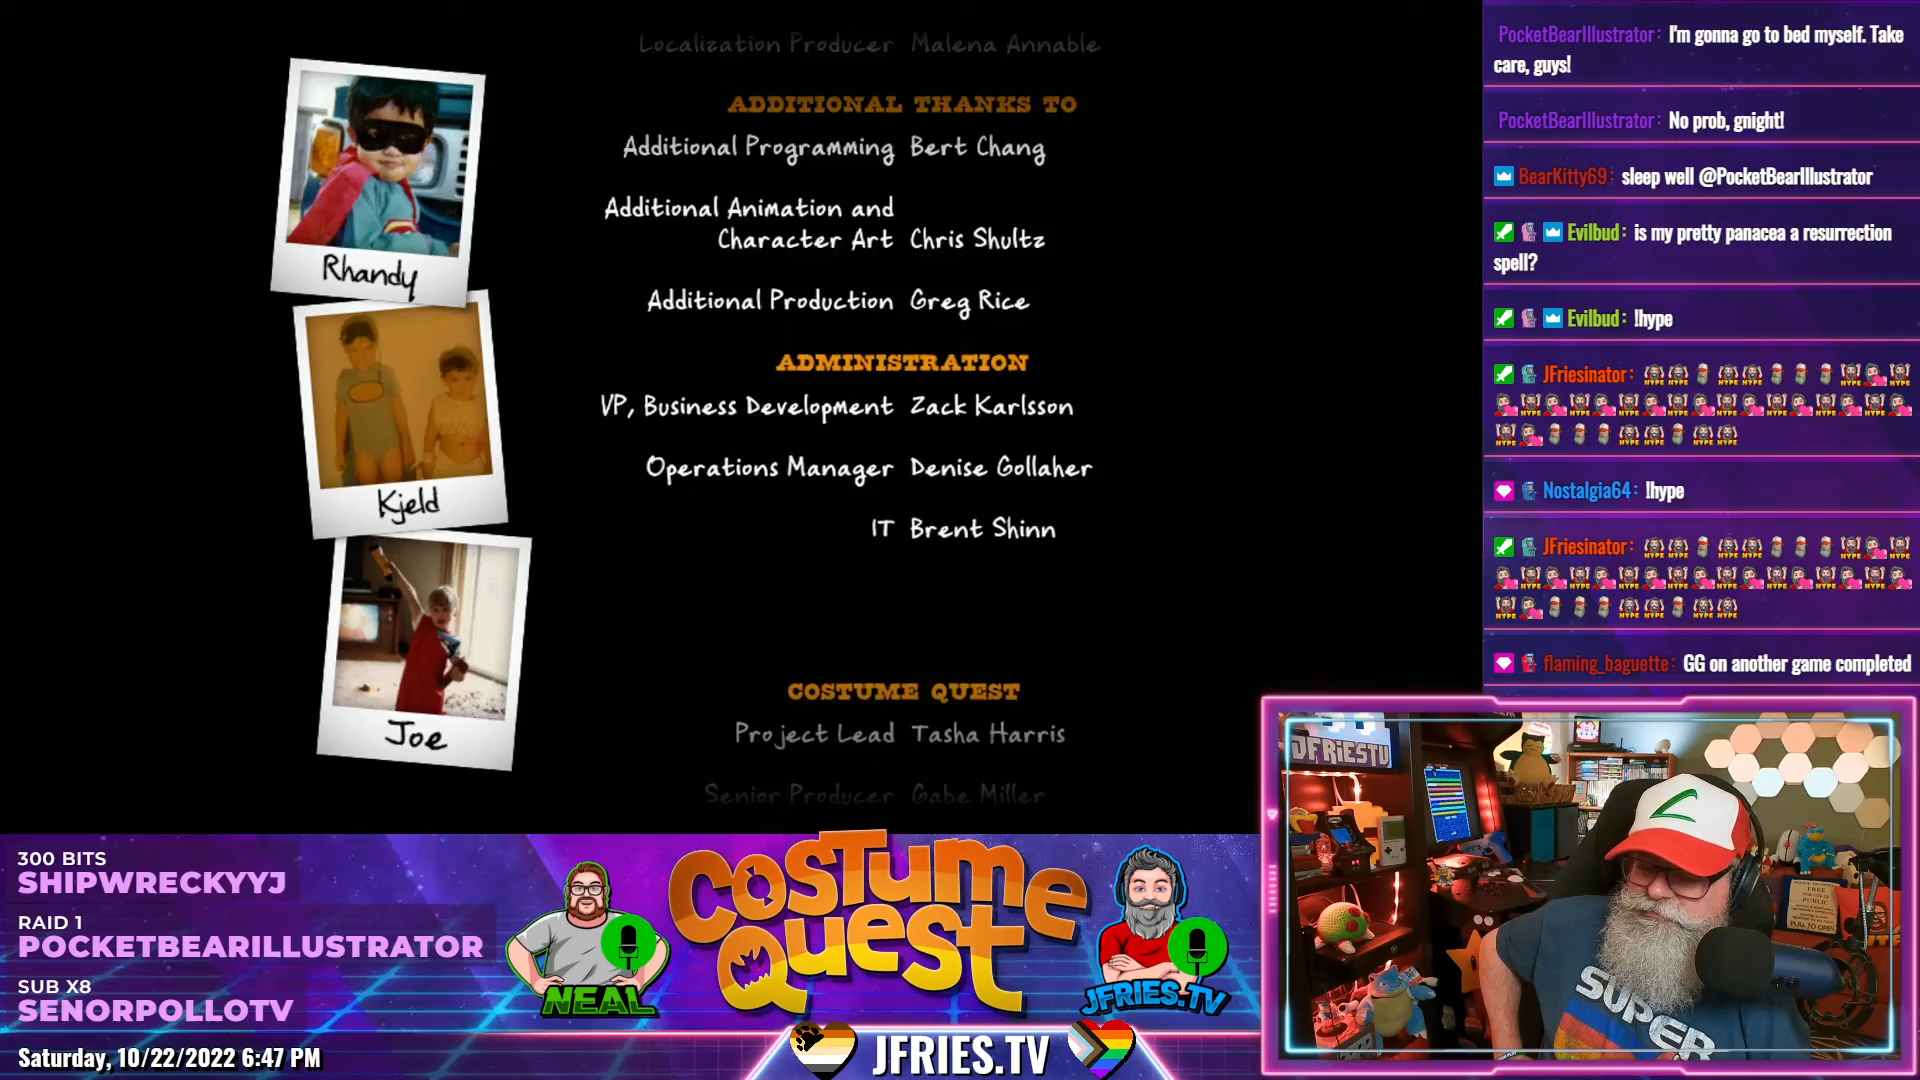 Localization Producer Malena Annable
ADDITIONAL THANKS TO
Additional Programming Bert Chang
Additional Animation and
Character Art Chris Shultz
Additional Production Greg Rice
ADMINISTRATION
VP, Business Development Zack Karlsson
Operations Manager Denise Gollaher
IT Brent Shinn
COSTUME QUEST
Project Lead Tasha Harris
Senior Producer Gabe Miller
Rhandy
Kjeld
Joe
PocketBearIllustrator: I'm gonna go to bed myself. Take
care, guys!
PocketBearIllustrator: No prob, gnight!
BearKitty69: sleep well @PocketBearIllustrator
Evilbud: is my pretty panacea a resurrection
spell?
Evilbud: !hype
JFriesinator:
Nostalgia64: !hype
JFriesinator:
flaming_baguette: GG on another game completed
300 BITS
SHIPWRECKYYJ
RAID 1
POCKETBEARILLUSTRATOR
SUB X8
SENORPOLLOTV
Saturday, 10/22/2022 6:47 PM
NEAL
COSTUME
QUEST
JFRIES.TV
JFRIES.TV
JFRIESTV
SUPER